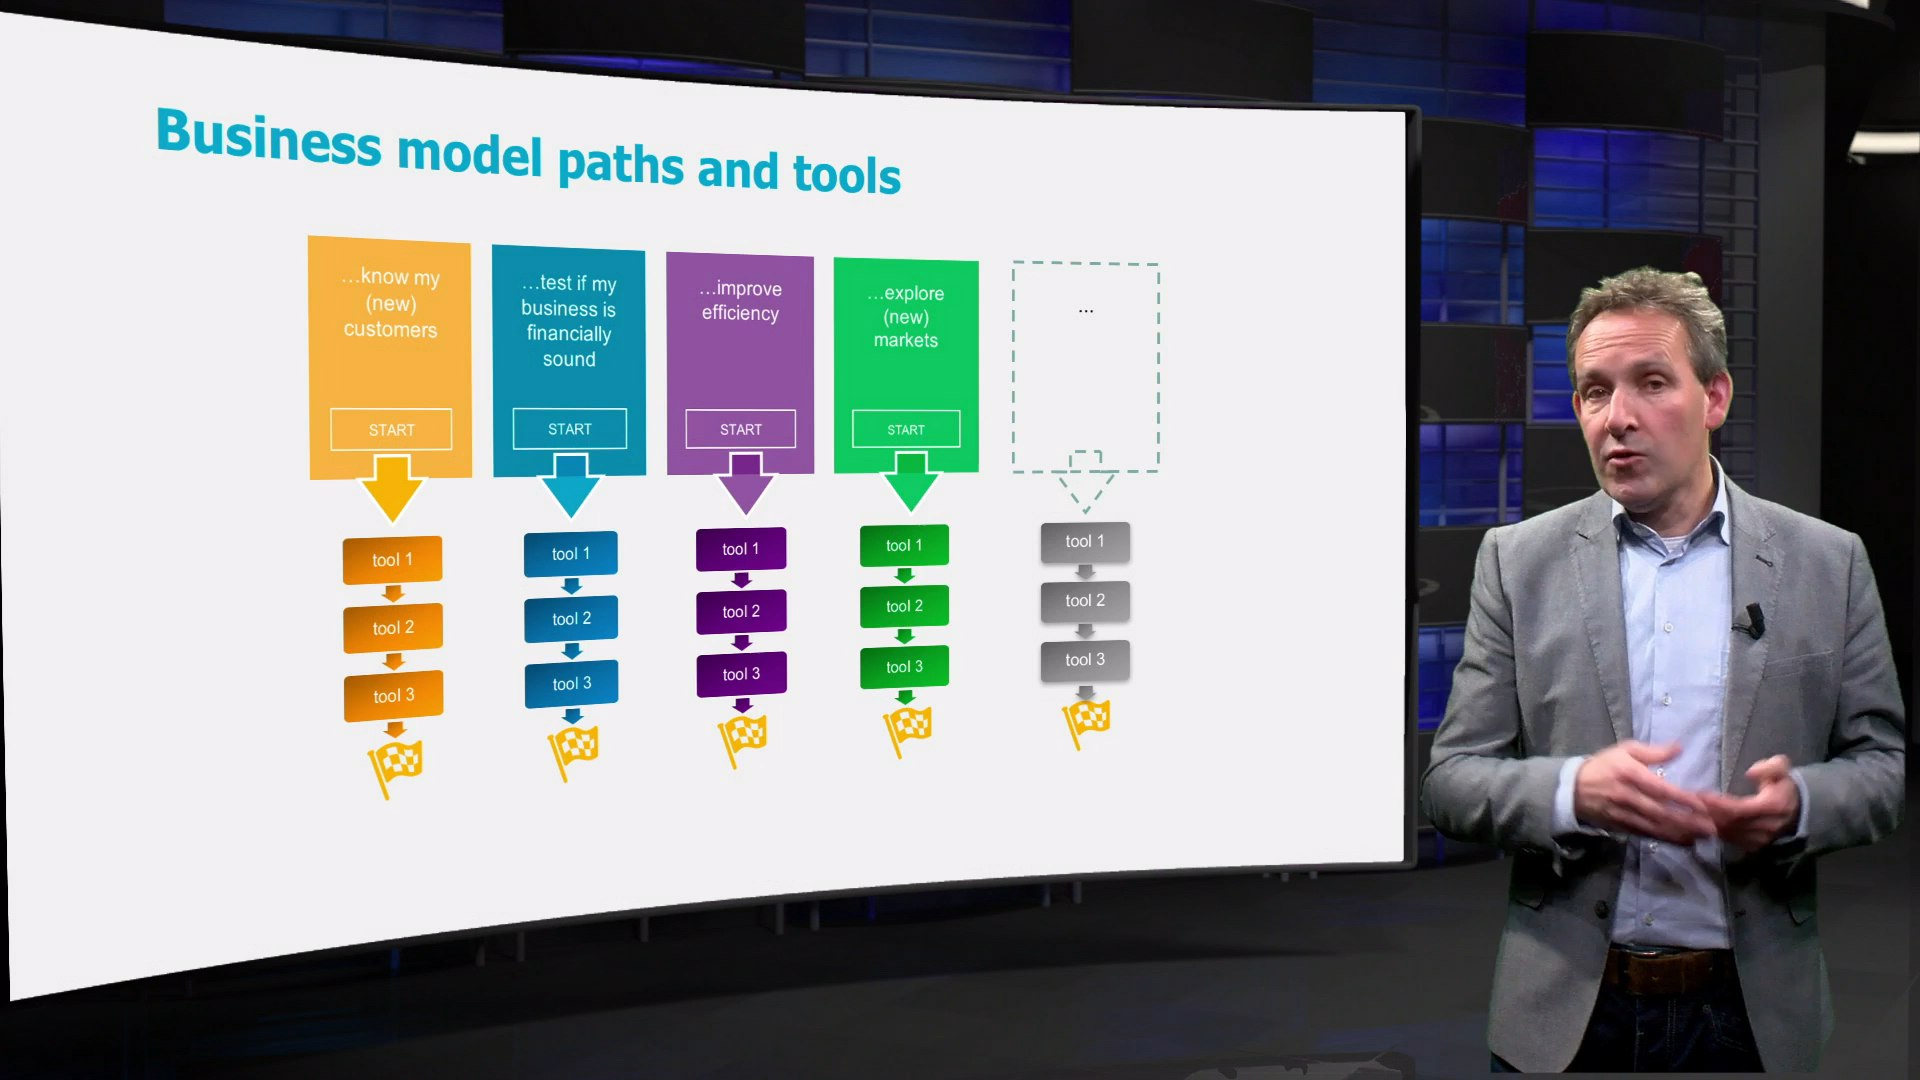 Business model paths and tools
…know my
(new)
customers
START
tool 1
tool 2
tool 3
…test if my
business is
financially
sound
START
tool 1
tool 2
tool 3
…improve
efficiency
START
tool 1
tool 2
tool 3
…explore
(new)
markets
START
tool 1
tool 2
tool 3
...
tool 1
tool 2
tool 3